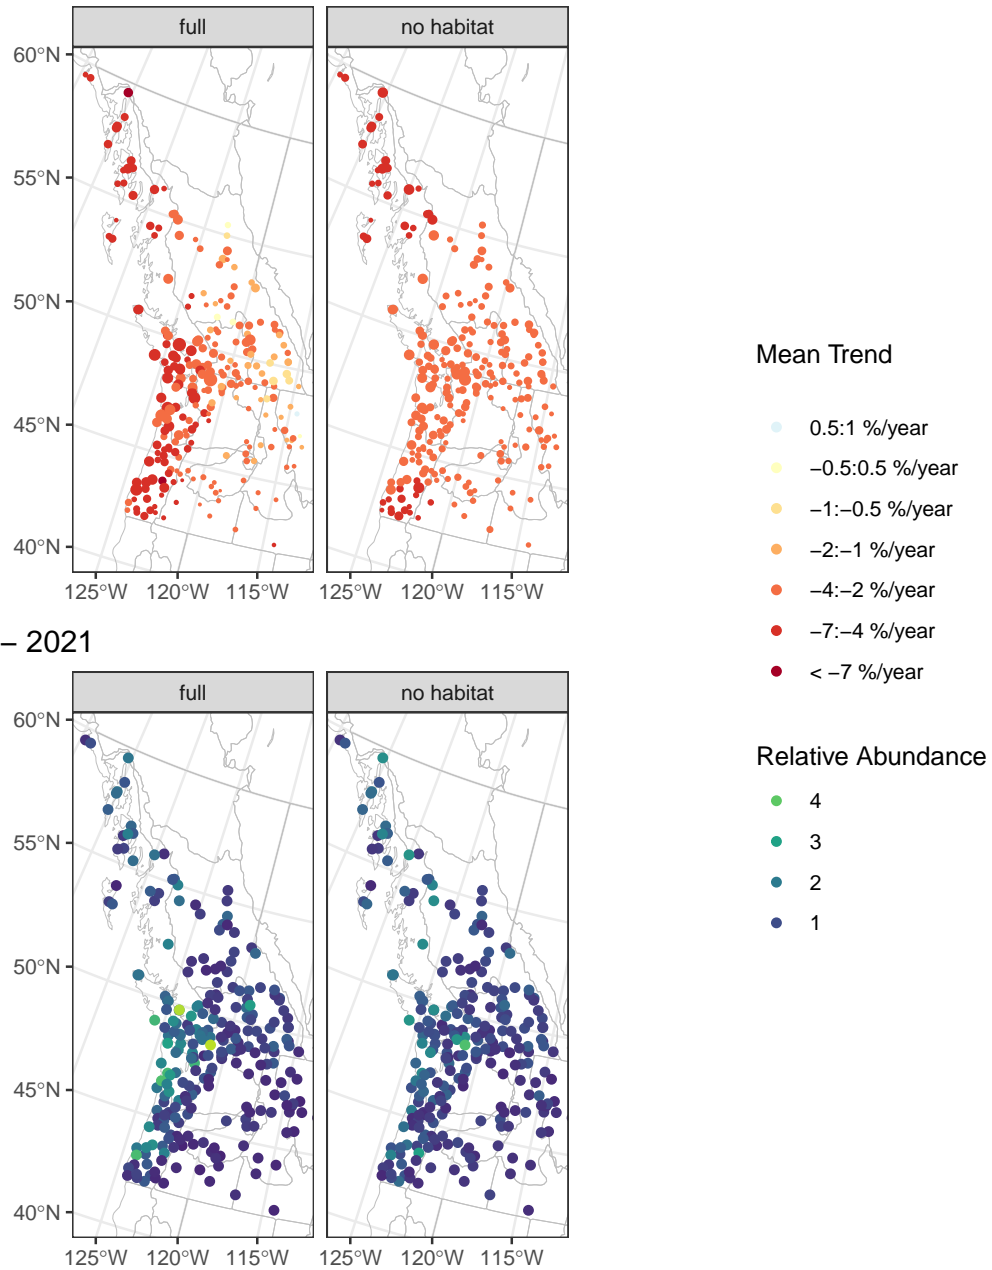 full
no habitat
60°N
55°N
50°N
45°N
40°N
125°W 120°W 115°W
125°W 120°W 115°W
Mean Trend
0.5:1 %/year
−0.5:0.5 %/year
−1:−0.5 %/year
−2:−1 %/year
−4:−2 %/year
−7:−4 %/year
< −7 %/year
− 2021
full
no habitat
60°N
55°N
50°N
45°N
40°N
125°W 120°W 115°W
125°W 120°W 115°W
Relative Abundance
4
3
2
1